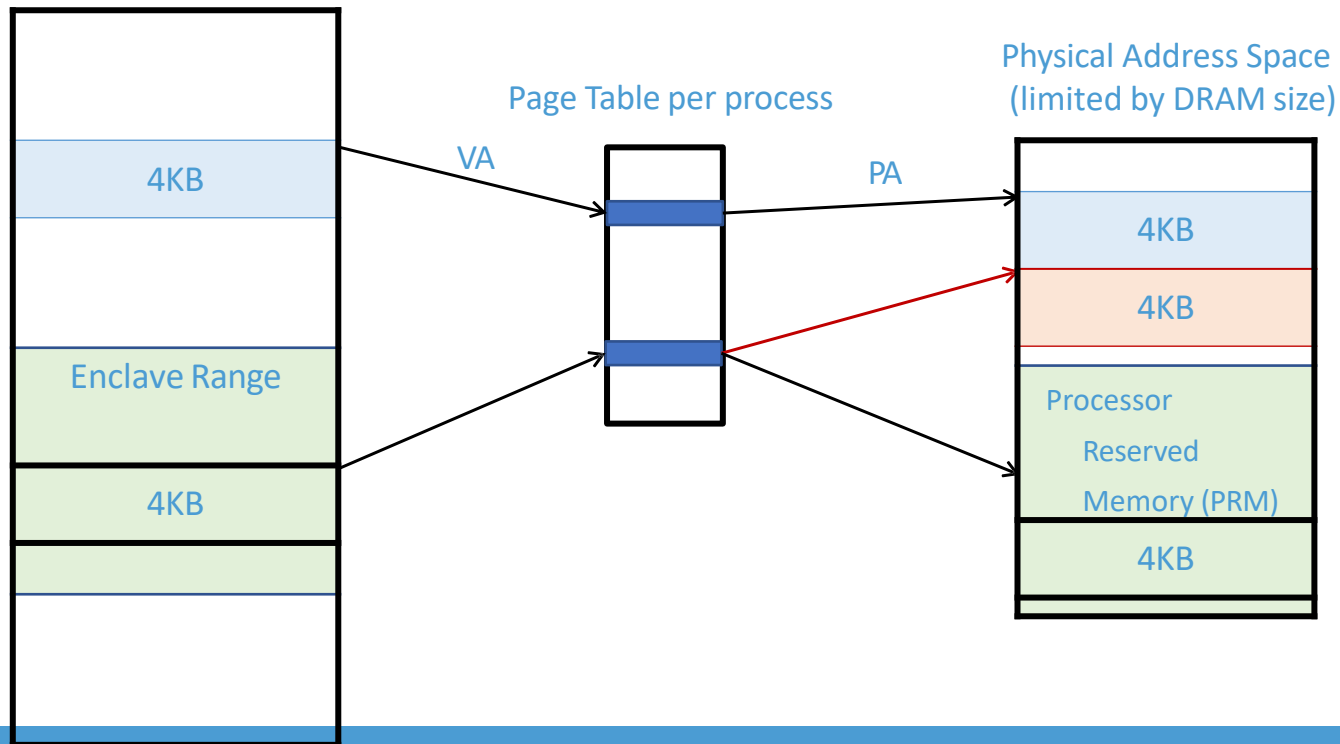 4KB
Enclave Range
4KB
Page Table per process
VA
PA
Physical Address Space
(limited by DRAM size)
4KB
4KB
Processor
Reserved
Memory (PRM)
4KB